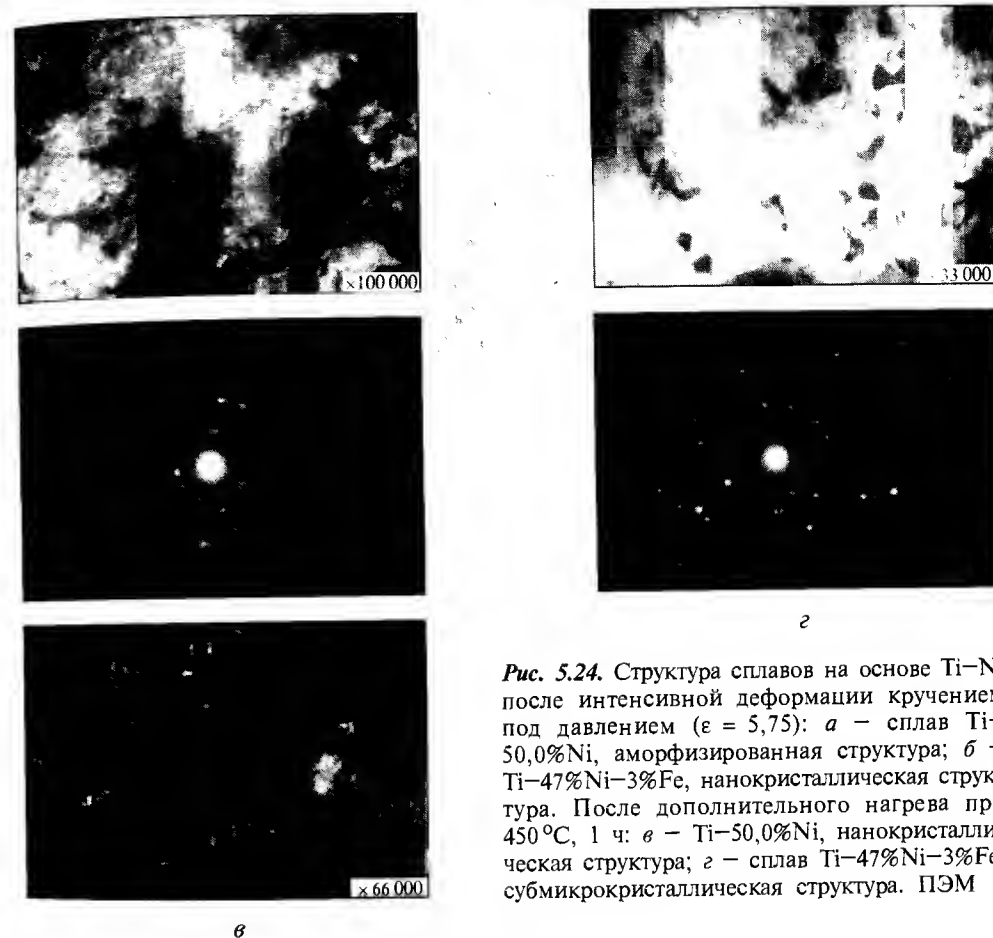 ×100 000
33 000
г
× 66 000
в
Рис. 5.24. Структура сплавов на основе Ti–N
после интенсивной деформации кручением
под давлением (ε = 5,75): а – сплав Ti–
50,0%Ni, аморфизированная структура; б –
Ti–47%Ni–3%Fe, нанокристаллическая струк
тура. После дополнительного нагрева пр
450 °С, 1 ч: в – Ti–50,0%Ni, нанокристалли
ческая структура; г – сплав Ti–47%Ni–3%Fe
субмикрокристаллическая структура. ПЭМ